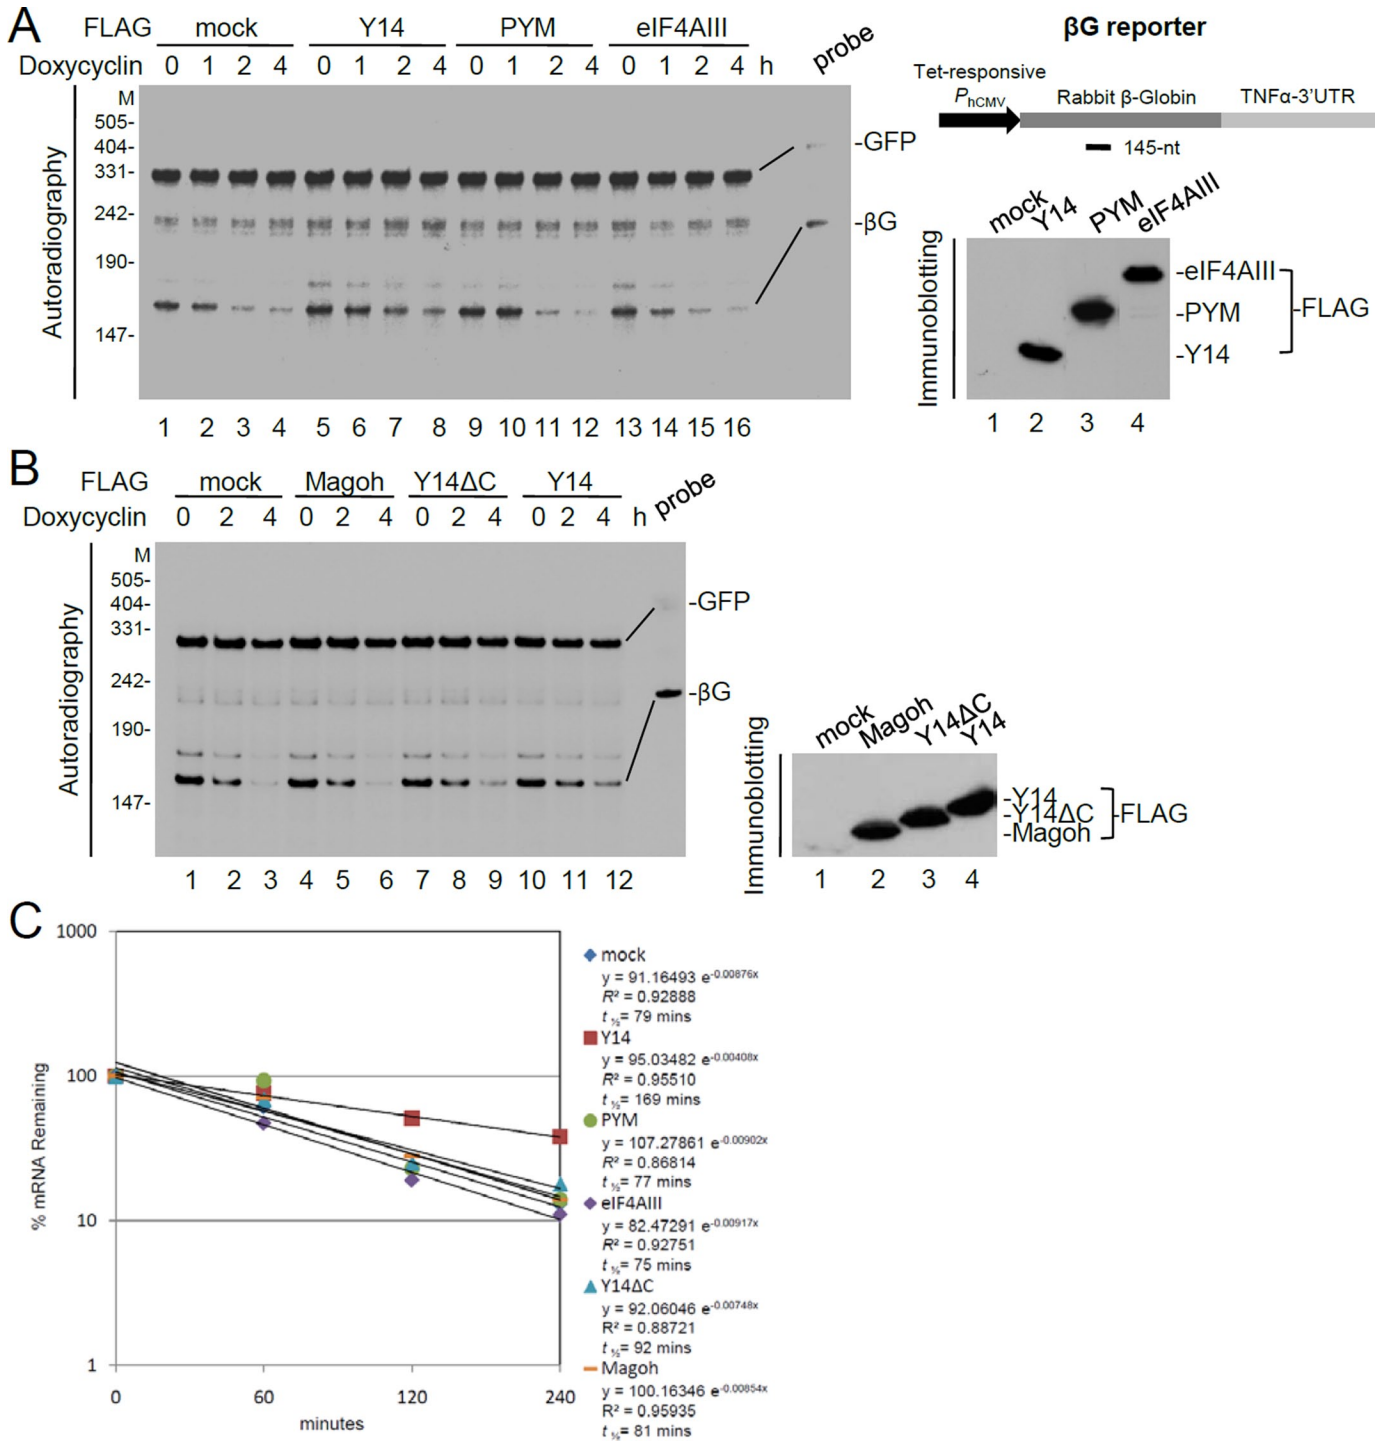 A
FLAG mock Y14 PYM eIF4AIII
Doxycyclin 0 1 2 4 0 1 2 4 0 1 2 4 0 1 2 4 h probe
Autoradiography
M
505-
404-
331-
242-
190-
147-
-GFP
-βG
1 2 3 4 5 6 7 8 9 10 11 12 13 14 15 16
βG reporter
Tet-responsive
PhCMV Rabbit β-Globin TNFα-3'UTR
145-nt
mock Y14 PYM eIF4AIII
Immunoblotting
-eIF4AIII
-PYM
-Y14
-FLAG
1 2 3 4
B
FLAG mock Magoh Y14ΔC Y14
Doxycyclin 0 2 4 0 2 4 0 2 4 0 2 4 h probe
Autoradiography
M
505-
404-
331-
242-
190-
147-
-GFP
-βG
1 2 3 4 5 6 7 8 9 10 11 12
mock Magoh Y14ΔC Y14
Immunoblotting
-Y14
-Y14ΔC
-Magoh
-FLAG
1 2 3 4
C
% mRNA Remaining
1000
100
10
1
0 60 120 240
minutes
mock
y = 91.16493 e-0.00876x
R² = 0.92888
t ½= 79 mins
Y14
y = 95.03482 e-0.00408x
R² = 0.95510
t ½= 169 mins
PYM
y = 107.27861 e-0.00902x
R² = 0.86814
t ½= 77 mins
eIF4AIII
y = 82.47291 e-0.00917x
R² = 0.92751
t ½= 75 mins
Y14ΔC
y = 92.06046 e-0.00748x
R² = 0.88721
t ½= 92 mins
Magoh
y = 100.16346 e-0.00854x
R² = 0.95935
t ½= 81 mins